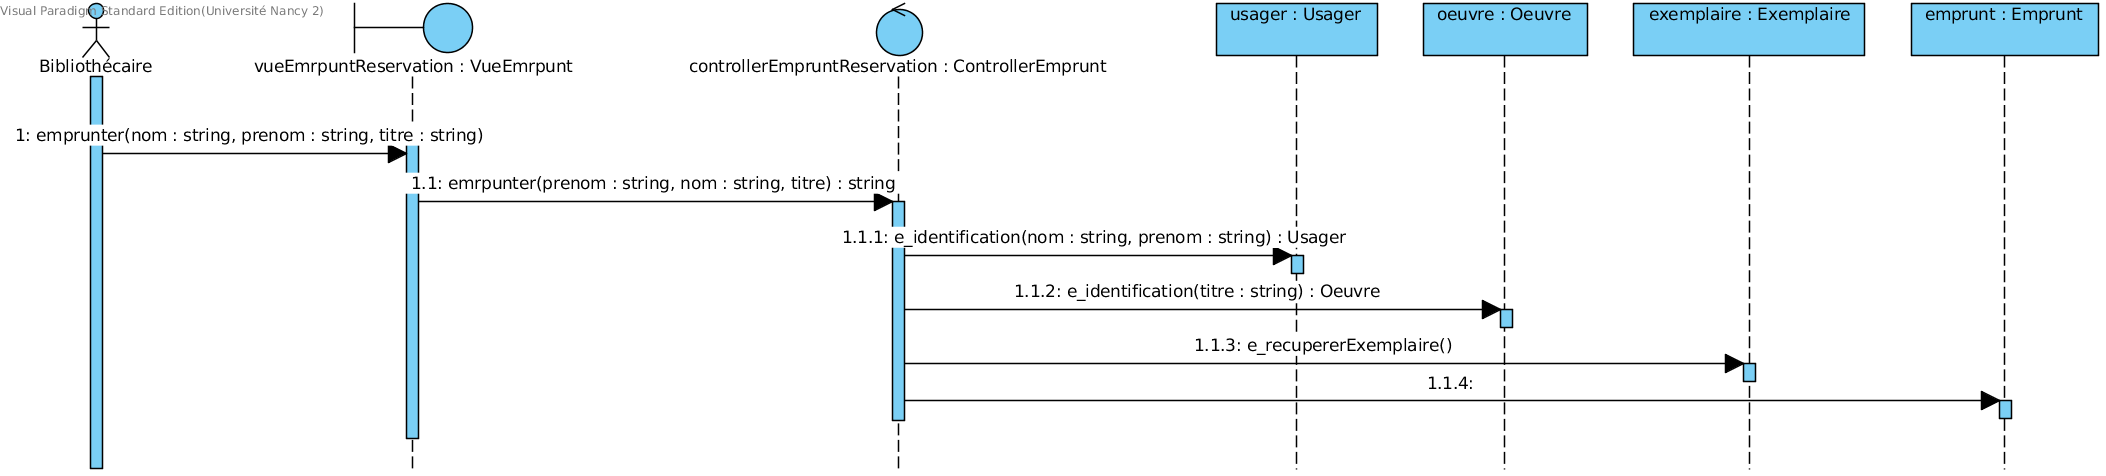 Visual Paradigm Standard Edition(Université Nancy 2)
usager : Usager
oeuvre : Oeuvre
exemplaire : Exemplaire
emprunt : Emprunt
Bibliothécaire
vueEmrpuntReservation : VueEmrpunt
controllerEmpruntReservation : ControllerEmprunt
1: emprunter(nom : string, prenom : string, titre : string)
1.1: emrpunter(prenom : string, nom : string, titre) : string
1.1.1: e_identification(nom : string, prenom : string) : Usager
1.1.2: e_identification(titre : string) : Oeuvre
1.1.3: e_recupererExemplaire()
1.1.4: